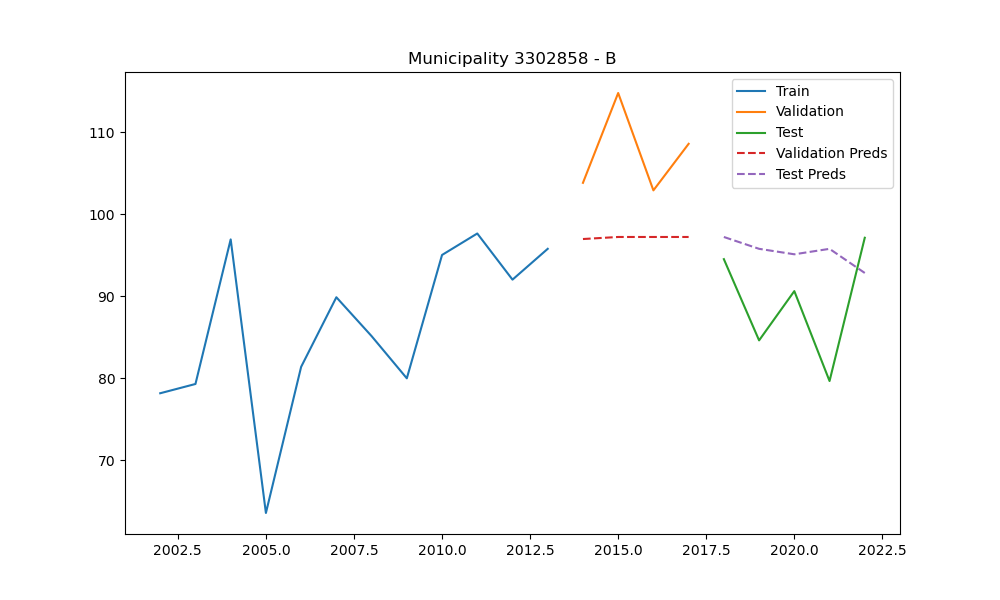 Municipality 3302858 - B
Train
Validation
Test
Validation Preds
Test Preds
110
100
90
80
70
2002.5 2005.0 2007.5 2010.0 2012.5 2015.0 2017.5 2020.0 2022.5